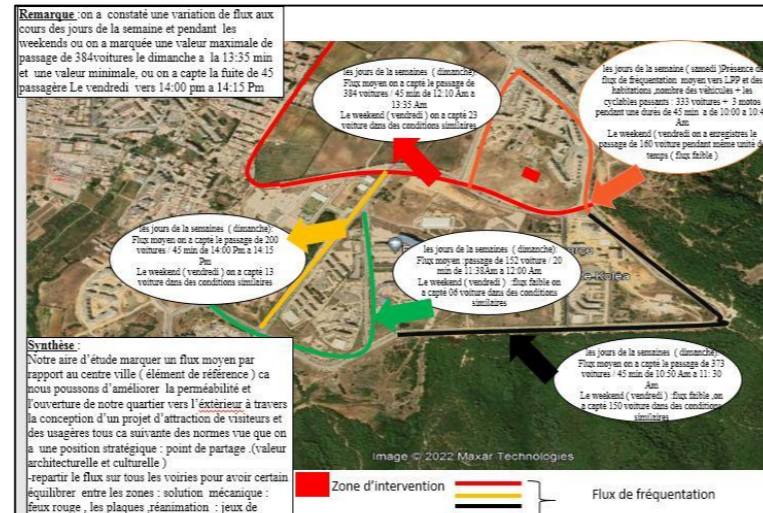 Remarque :on a constaté une variation de flux aux
cours des jours de la semaine et pendant les
weekends ou on a marquée une valeur maximale de
passage de 384voitures le dimanche a la 13:35 min
et une valeur minimale, ou on a capte la fluite de 45
passagère Le vendredi vers 14:00 pm a 14:15 Pm
les jours de la semaines ( dimanche)
Flux moyen on a capté le passage de
384 voitures / 45 min de 12:10 Am a
13:35 Am
Le weekend ( vendredi ) on a capté 23
voiture dans des conditions similaires
les jours de la semaine ( samedi )Présence de
flux de fréquentation moyen vers LPP et des
habitations ,nombre des véhicules + les
cyclables passants : 333 voitures + 3 motos
pendant une durés de 45 min a de 10:00 a 10:4
Am
Le weekend ( vendredi on a enregistrés le
passage de 160 voiture pendant même unité de
temps ( flux faible )
les jours de la semaines ( dimanche):
Flux moyen on a capté le passage de 200
voitures / 45 min de 14:00 Pm a 14:15
Pm
Le weekend ( vendredi ) on a capté 13
voiture dans des conditions similaires
les jours de la semaines ( dimanche):
Flux moyen :passage de 152 voiture / 20
min de 11:38Am a 12:00 Am
Le weekend ( vendredi ) :flux faible on
a capté 06 voiture dans des conditions
similaires
Koléa
les jours de la semaines ( dimanche)
Flux moyen on a capté le passage de 373
voitures / 45 min de 10:50 Am a 11: 30
Am
Le weekend ( vendredi ) :flux faible ,on
a capté 150 voiture dans des conditions
similaires
Synthèse :
Notre aire d'étude marquer un flux moyen par
rapport au centre ville ( élément de référence ) ca
nous poussons d'améliorer la perméabilité et
l'ouverture de notre quartier vers l'éxtérieur à travers
la conception d'un projet d'attraction de visiteurs et
des usagères tous ca suivante des normes vue que on
a une position stratégique : point de partage .(valeur
architecturelle et culturelle )
-repartir le flux sur tous les voiries pour avoir certain
équilibrer entre les zones : solution mécanique :
feux rouge , les plaques ,réanimation : jeux de
Image © 2022 Maxar Technologies
Zone d'intervention
Flux de fréquentation